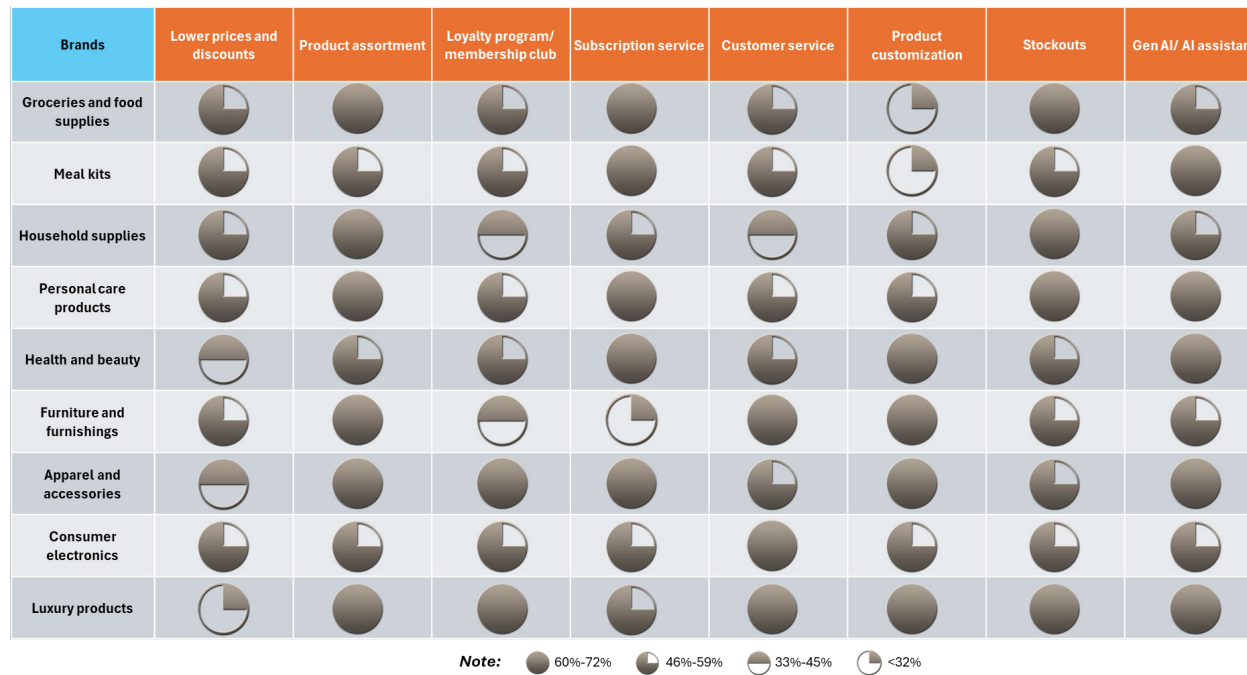 Brands
Lower prices and
discounts
Product assortment
Loyalty program/
membership club
Subscription service
Customer service
Product
customization
Stockouts
Gen AI/ AI assistan
Groceries and food
supplies
Meal kits
Household supplies
Personal care
products
Health and beauty
Furniture and
furnishings
Apparel and
accessories
Consumer
electronics
Luxury products
Note: 60%-72% 46%-59% 33%-45% <32%